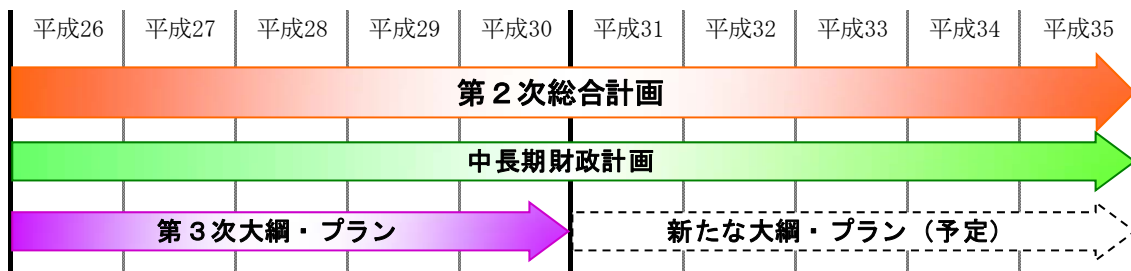 平成26 平成27 平成28 平成29 平成30 平成31 平成32 平成33 平成34 平成35
第２次総合計画
中長期財政計画
第３次大綱・プラン 新たな大綱・プラン（予定）